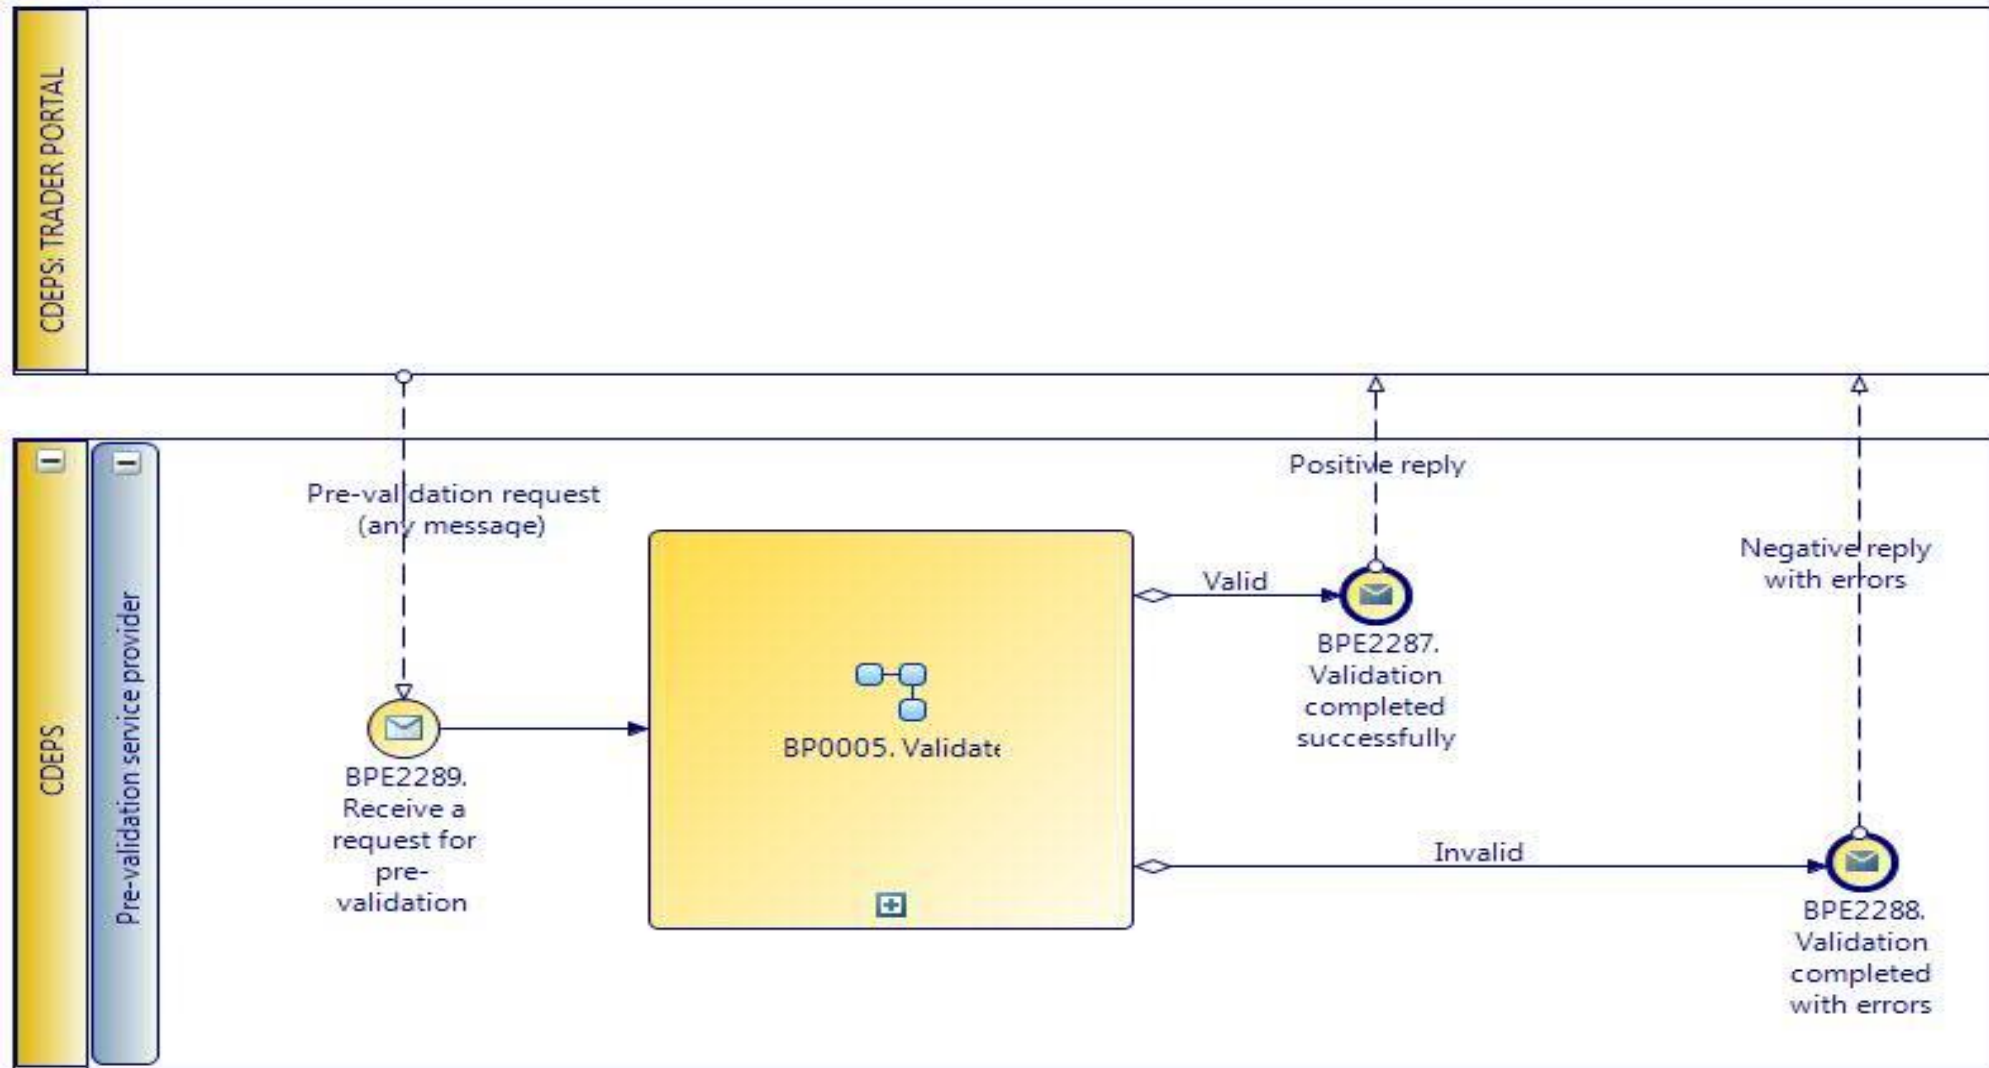 CDEPS: TRADER PORTAL
CDEPS
Pre-validation service provider
Pre-validation request
(any message)
BPE2289.
Receive a
request for
pre-
validation
BP0005. Validate
Valid
Positive reply
BPE2287.
Validation
completed
successfully
Invalid
Negative reply
with errors
BPE2288.
Validation
completed
with errors